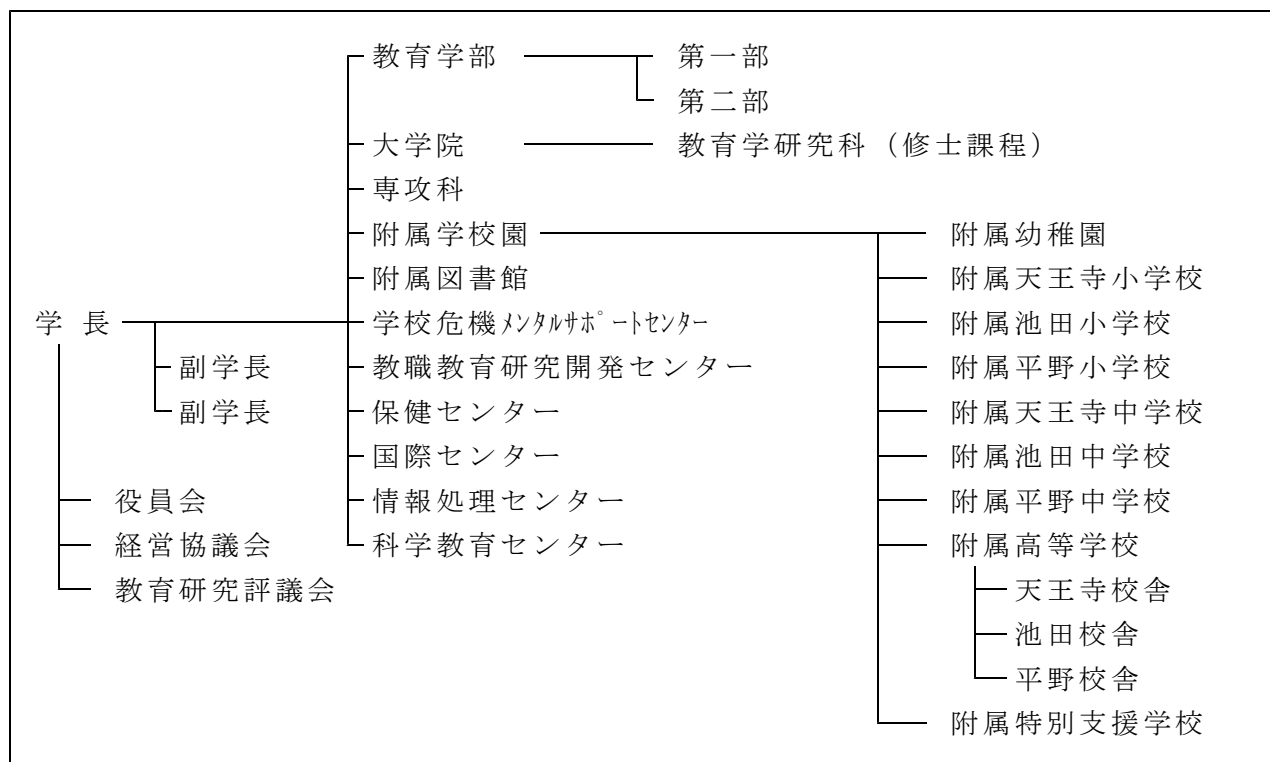 教育学部
第一部
第二部
大学院
教育学研究科（修士課程）
専攻科
附属学校園
附属幼稚園
附属図書館
附属天王寺小学校
学長
学校危機ﾒﾝﾀﾙｻﾎﾟｰﾄセンター
附属池田小学校
副学長
教職教育研究開発センター
附属平野小学校
副学長
保健センター
附属天王寺中学校
国際センター
附属池田中学校
役員会
情報処理センター
附属平野中学校
経営協議会
科学教育センター
附属高等学校
教育研究評議会
天王寺校舎
池田校舎
平野校舎
附属特別支援学校